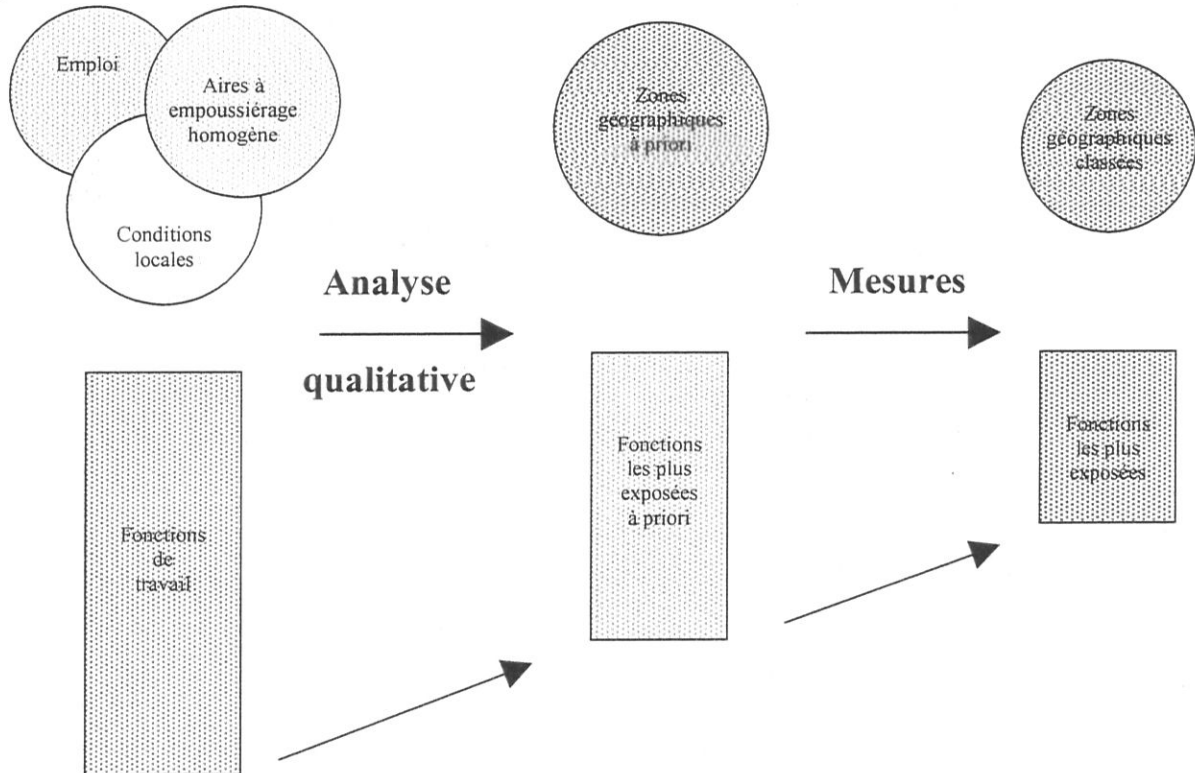 Emploi
Aires à
empoussiérage
homogène
Conditions
locales
Zones
géographiques
à priori
Zones
géographiques
classées
Analyse
qualitative
Mesures
Fonctions
de
travail
Fonctions
les plus
exposées
à priori
Fonctions
les plus
exposées